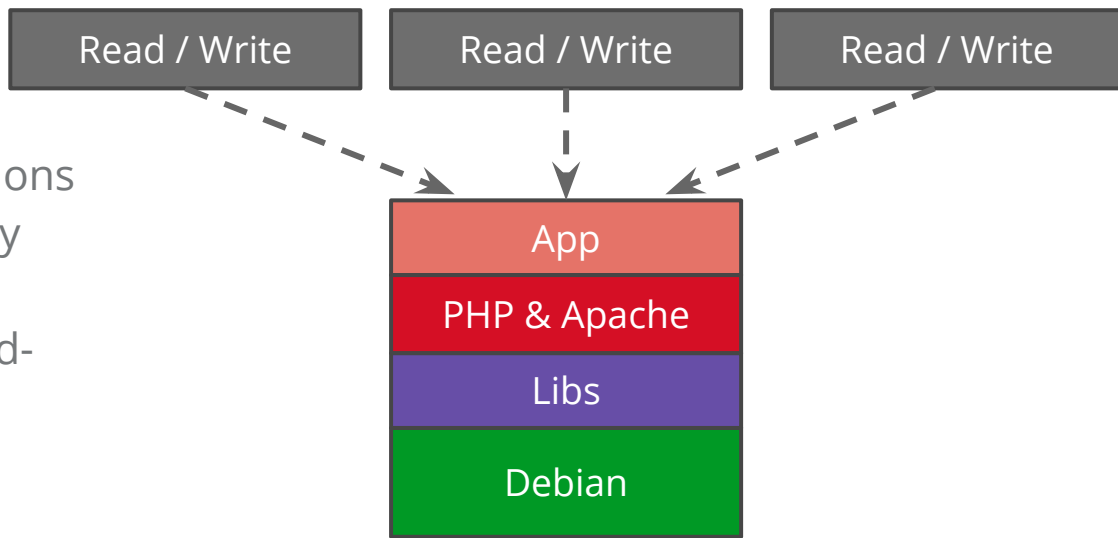 Read / Write
Read / Write
Read / Write
ons
y
d-
App
PHP & Apache
Libs
Debian